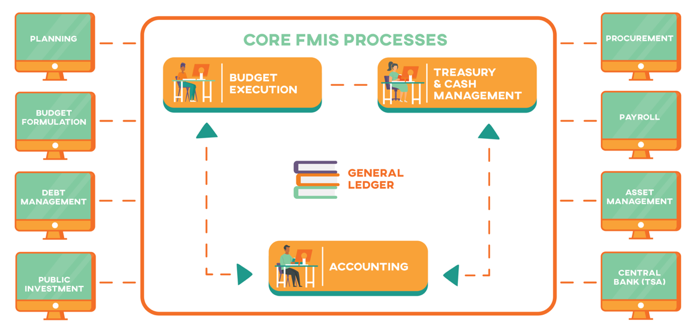 CORE FMIS PROCESSES
PLANNING
BUDGET
FORMULATION
DEBT
MANAGEMENT
PUBLIC
INVESTMENT
BUDGET
EXECUTION
TREASURY
& CASH
MANAGEMENT
GENERAL
LEDGER
ACCOUNTING
PROCUREMENT
PAYROLL
ASSET
MANAGEMENT
CENTRAL
BANK (TSA)